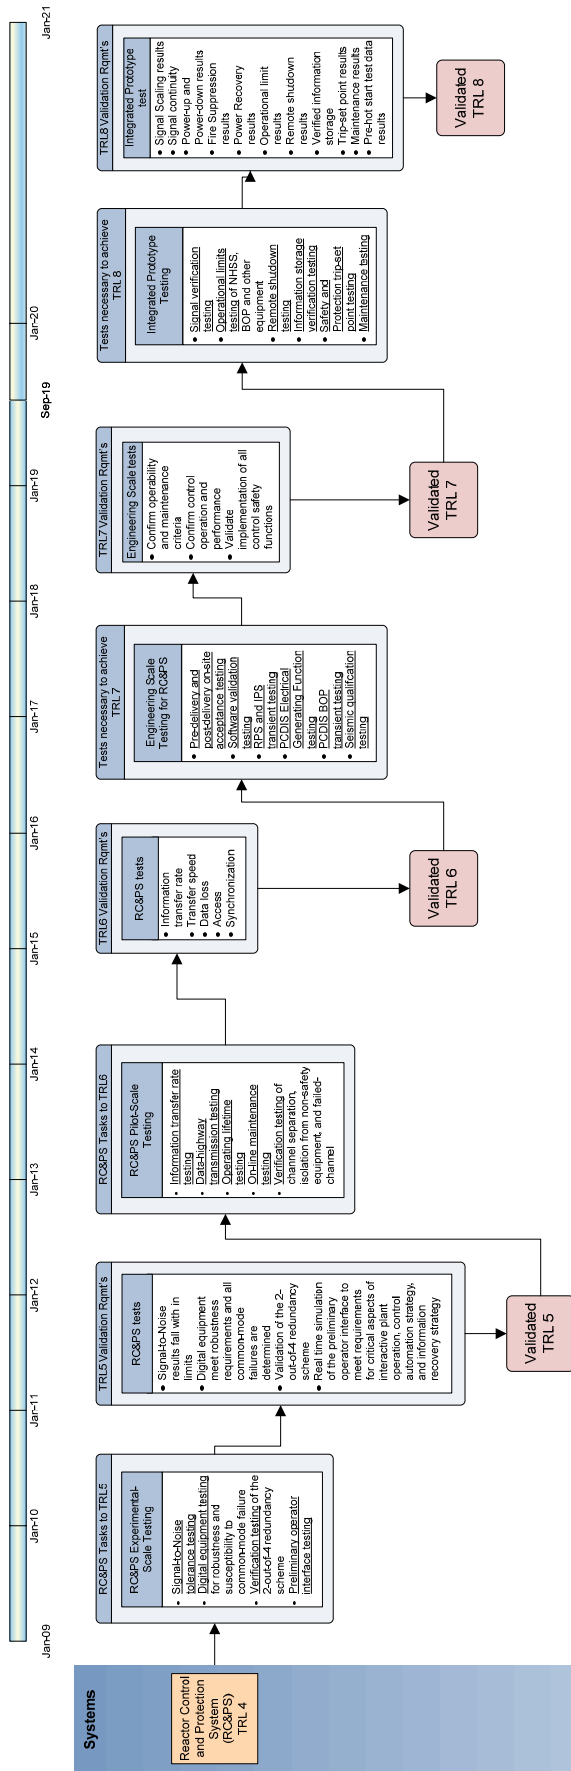 Jan-09
Jan-10
Jan-11
Jan-12
Jan-13
Jan-14
Jan-15
Jan-16
Jan-17
Jan-18
Jan-19
Sep-19
Jan-20
Jan-21
Systems
Reactor Control
and Protection
System
(RC&PS)
TRL 4
RC&PS Tasks to TRL5
RC&PS Experimental-
Scale Testing
• Signal-to-Noise
tolerance testing
• Digital equipment testing
for robustness and
susceptibility to
common-mode failure
• Verification testing of the
2-out-of-4 redundancy
scheme
• Preliminary operator
interface testing
TRL5 Validation Rqmt's
RC&PS tests
• Signal-to-Noise
results fall with in
limits
• Digital equipment
meet robustness
requirements and all
common-mode
failures are
determined
• Validation of the 2-
out-of-4 redundancy
scheme
• Real time simulation
of the preliminary
operator interface to
meet requirements
for critical aspects of
interactive plant
operation, control
automation strategy,
and information
recovery strategy
Validated
TRL 5
RC&PS Tasks to TRL6
RC&PS Pilot-Scale
Testing
• Information transfer rate
testing
• Data-highway
transmission testing
• Operating lifetime
testing
• On-line maintenance
testing
• Verification testing of
channel separation,
isolation from non-safety
equipment, and failed-
channel
TRL6 Validation Rqmt's
RC&PS tests
• Information
transfer rate
• Transfer speed
• Data loss
• Access
• Synchronization
Validated
TRL 6
Tests necessary to achieve
TRL 7
Engineering Scale
Testing for RC&PS
• Pre-delivery and
post-delivery on-site
acceptance testing
• Software validation
testing
• RPS and IPS
transient testing
• PCDIS Electrical
Generating Function
testing
• PCDIS BOP
transient testing
• Seismic qualifcation
testing
TRL7 Validation Rqmt's
Engineering Scale tests
• Confirm operability
and maintenance
criteria
• Confirm control
operation and
performance
• Validate
implementation of all
control safety
functions
Validated
TRL 7
Tests necessary to achieve
TRL 8
Integrated Prototype
Testing
• Signal verification
testing
• Operational limits
testing of NHSS,
BOP and other
equipment
• Remote shutdown
testing
• Information storage
verification testing
• Safety and
Protection trip-set
point testing
• Maintenance testing
TRL8 Validation Rqmt's
Integrated Prototype
test
• Signal Scaling results
• Signal continuity
• Power-up and
Power-down results
• Fire Suppression
results
• Power Recovery
results
• Operational limit
results
• Remote shutdown
results
• Verified information
storage
• Trip-set point results
• Maintenance results
• Pre-hot start test data
results
Validated
TRL 8